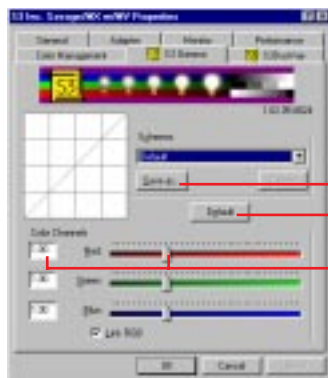 S3 Inc. Savage/MX m/MV Properties
General Adapter Monitor Performance
Color Management S3 Gamma
S3
Schemes
Default
Save as...
Default
Color Channels
Red:
Green:
Blue:
Link RGB
OK Cancel